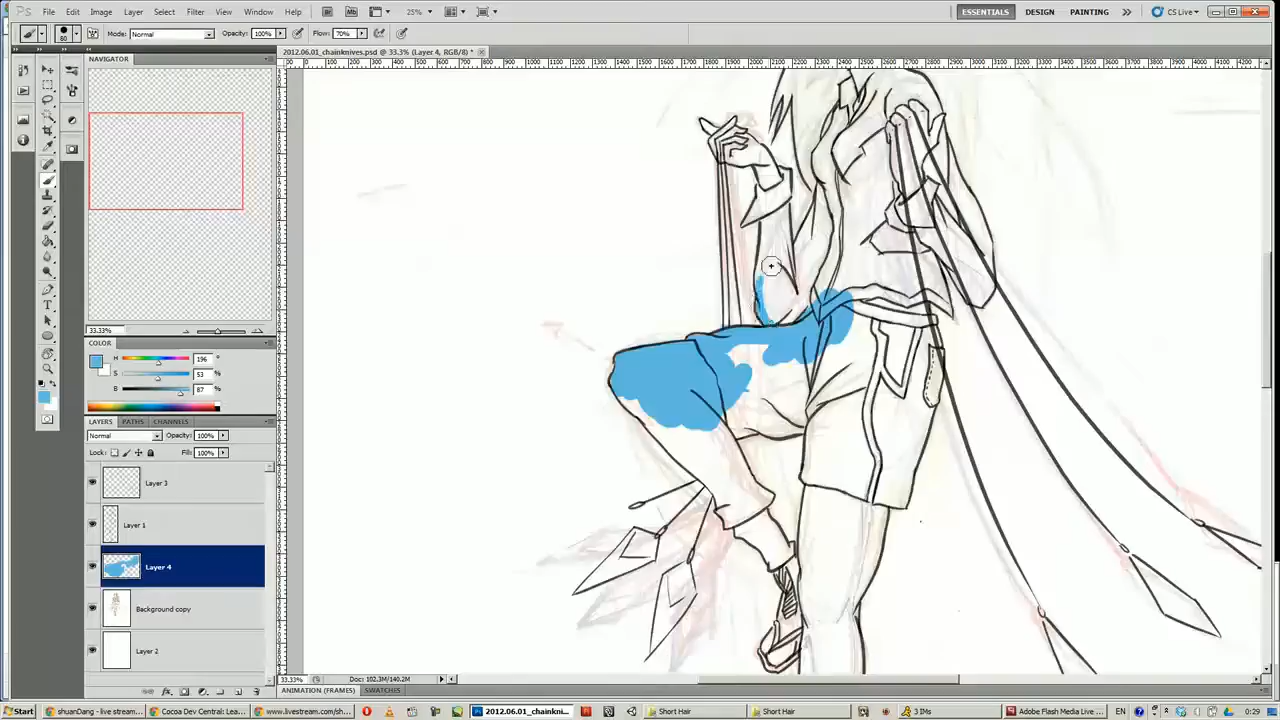 Ps File Edit Image Layer Select Filter Analysis View Window Help 25% ESSENTIALS DESIGN PAINTING CS Live
80 Mode: Normal Opacity: 100% Flow: 70%
NAVIGATOR
2012.06.01_chainknives.psd @ 33.3% (Layer 4, RGB/8) *
33.33%
COLOR
H 196 °
S 53 %
B 87 %
LAYERS PATHS CHANNELS
Normal Opacity: 100%
Lock: Fill: 100%
Layer 3
Layer 1
Layer 4
Background copy
Layer 2
33.33% Doc: 102.3M/140.2M
ANIMATION (FRAMES) SWATCHES
Start shuanDang - live stream... Cocoa Dev Central: Lea... www.livestream.com/sh... 2012.06.01_chainkni... Short Hair Short Hair 3 IMs Adobe Flash Media Live ... EN 0:29